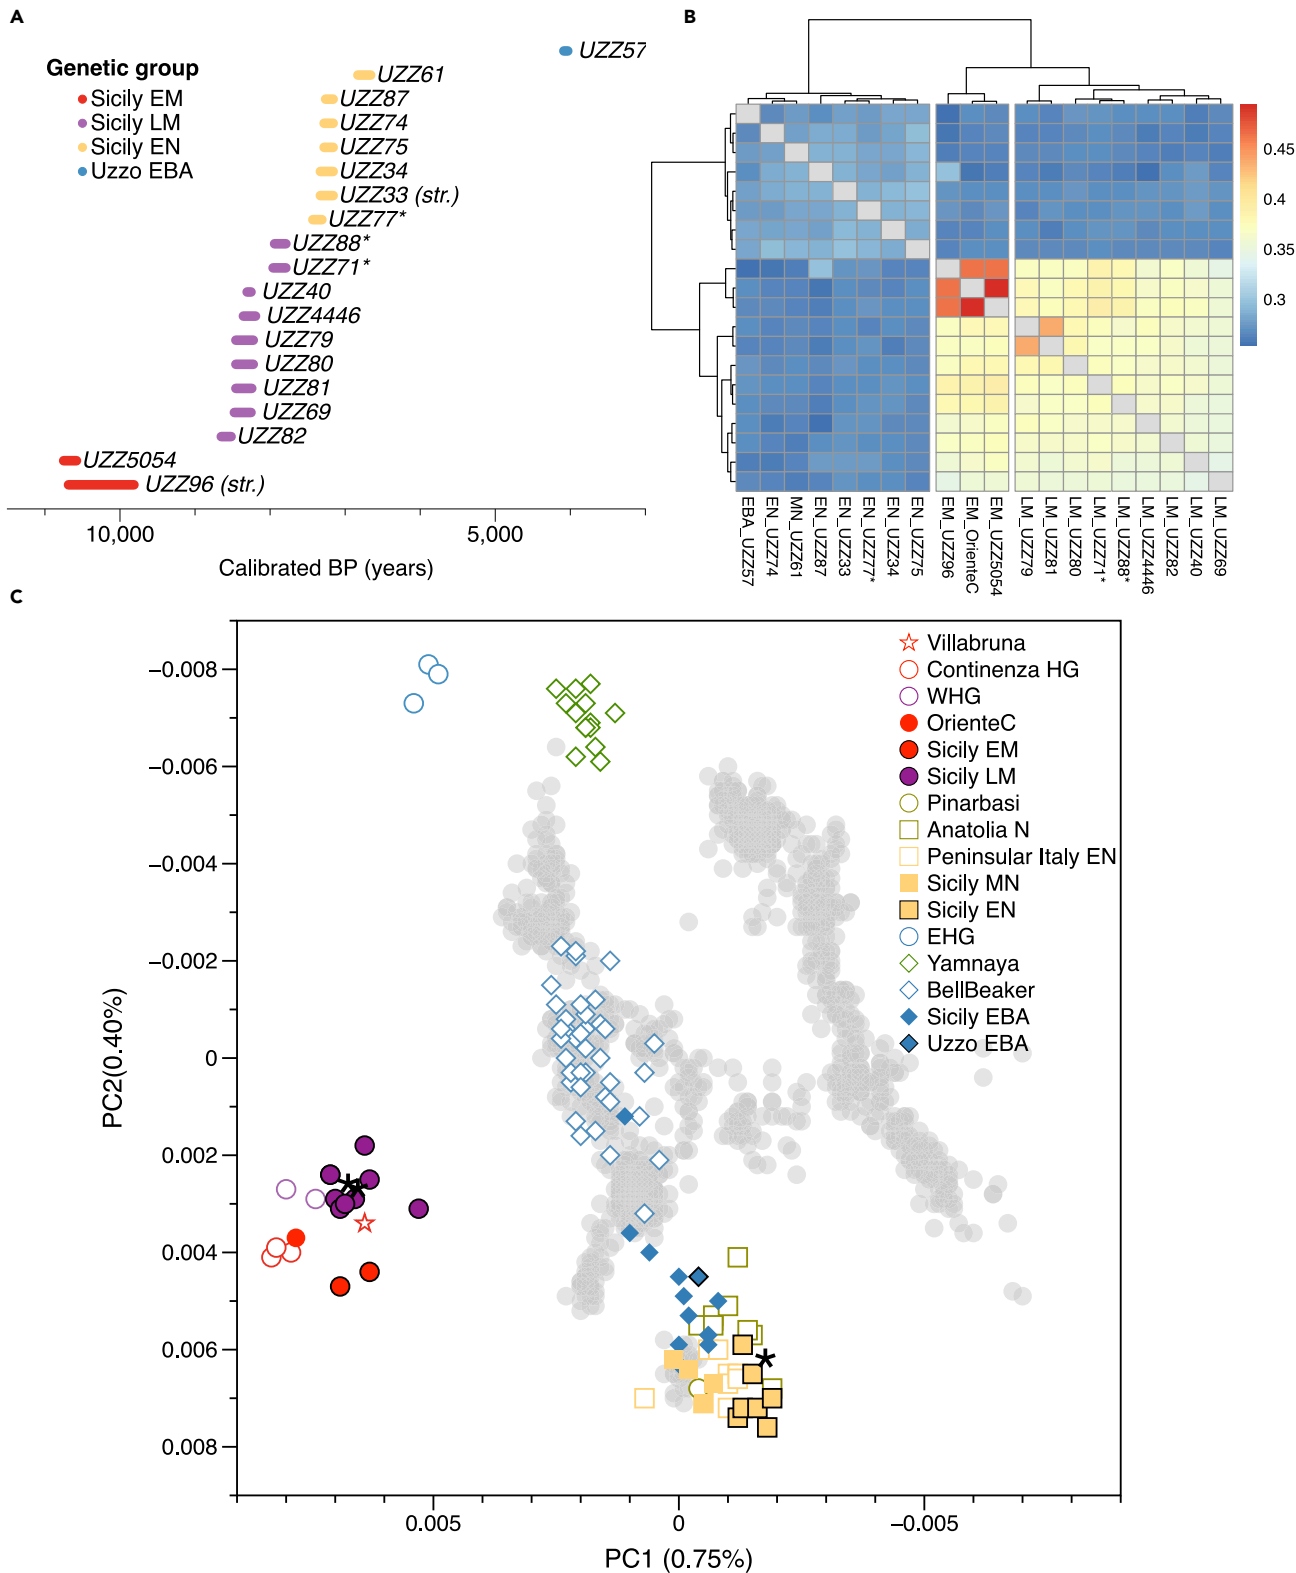 A
Genetic group
Sicily EM
Sicily LM
Sicily EN
Uzzo EBA
UZZ57
UZZ61
UZZ87
UZZ74
UZZ75
UZZ34
UZZ33 (str.)
UZZ77*
UZZ88*
UZZ71*
UZZ40
UZZ4446
UZZ79
UZZ80
UZZ81
UZZ69
UZZ82
UZZ5054
UZZ96 (str.)
10,000
5,000
Calibrated BP (years)
B
0.45
0.4
0.35
0.3
EBA_UZZ57
EN_UZZ74
MN_UZZ61
EN_UZZ87
EN_UZZ33
EN_UZZ77*
EN_UZZ34
EN_UZZ75
EM_UZZ96
EM_OrienteC
EM_UZZ5054
LM_UZZ79
LM_UZZ81
LM_UZZ80
LM_UZZ71*
LM_UZZ88*
LM_UZZ4446
LM_UZZ82
LM_UZZ40
LM_UZZ69
C
Villabruna
Continenza HG
WHG
OrienteC
Sicily EM
Sicily LM
Pinarbasi
Anatolia N
Peninsular Italy EN
Sicily MN
Sicily EN
EHG
Yamnaya
BellBeaker
Sicily EBA
Uzzo EBA
−0.008
−0.006
−0.004
−0.002
0
0.002
0.004
0.006
0.008
PC2(0.40%)
0.005
0
−0.005
PC1 (0.75%)